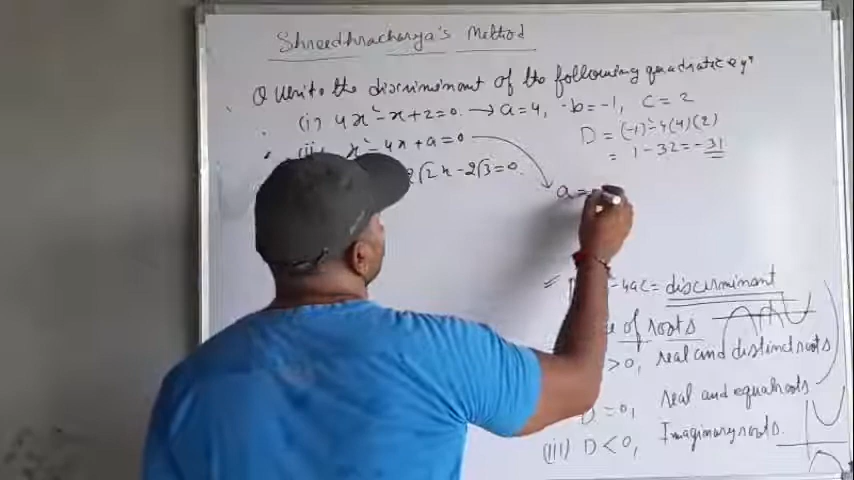 Shreedhracharya's Method
Q Write the discriminant of the following quadratic eqn
(i) 4x² - x + 2 = 0 → a = 4, b = -1, c = 2
D = (-1)² - 4(4)(2)
= 1 - 32 = -31
(ii) x² - 4x + a = 0
2√2x - 2√3 = 0
a =
- 4ac = discriminant
of roots
> 0, real and distinct roots
D = 0, real and equal roots
(iii) D < 0, Imaginary roots.